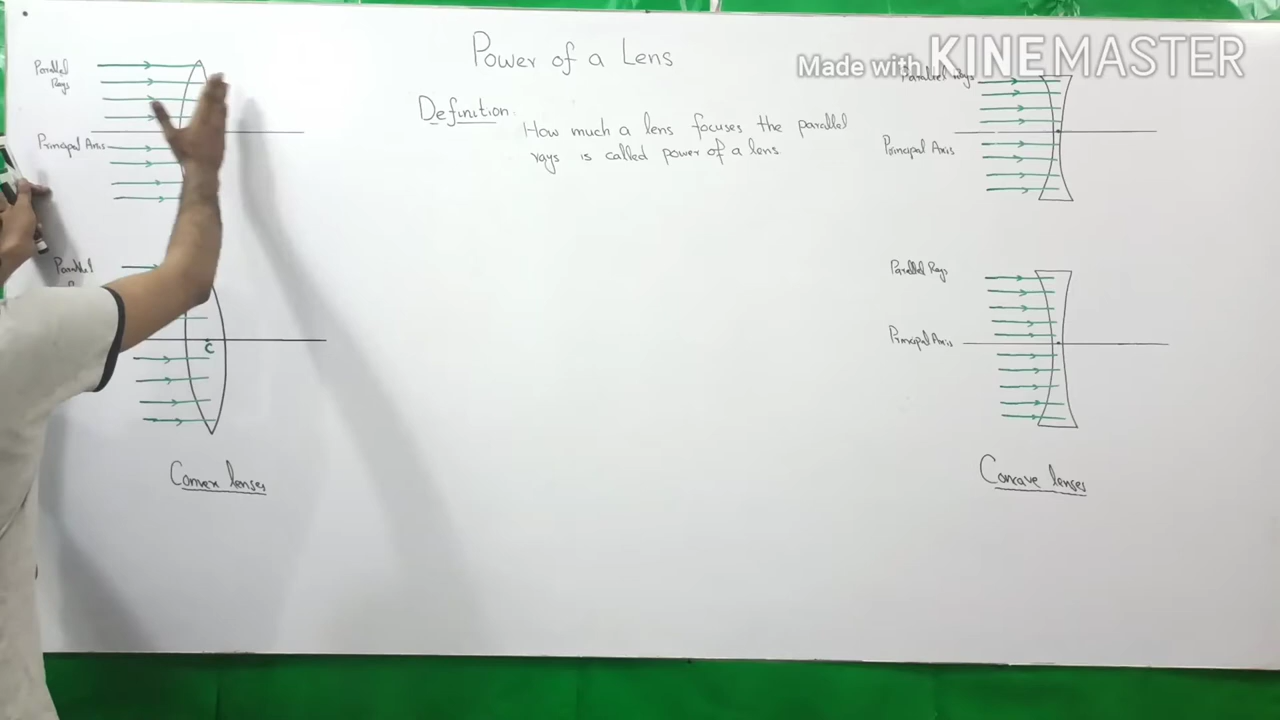 Power of a Lens
Made with KINEMASTER
Parallel
Rays
Principal Axis
Definition:
How much a lens focuses the parallel
rays is called power of a lens
Parallel Rays
Principal Axis
Parallel
C
Convex lenses
Parallel Rays
Principal Axis
Concave lenses